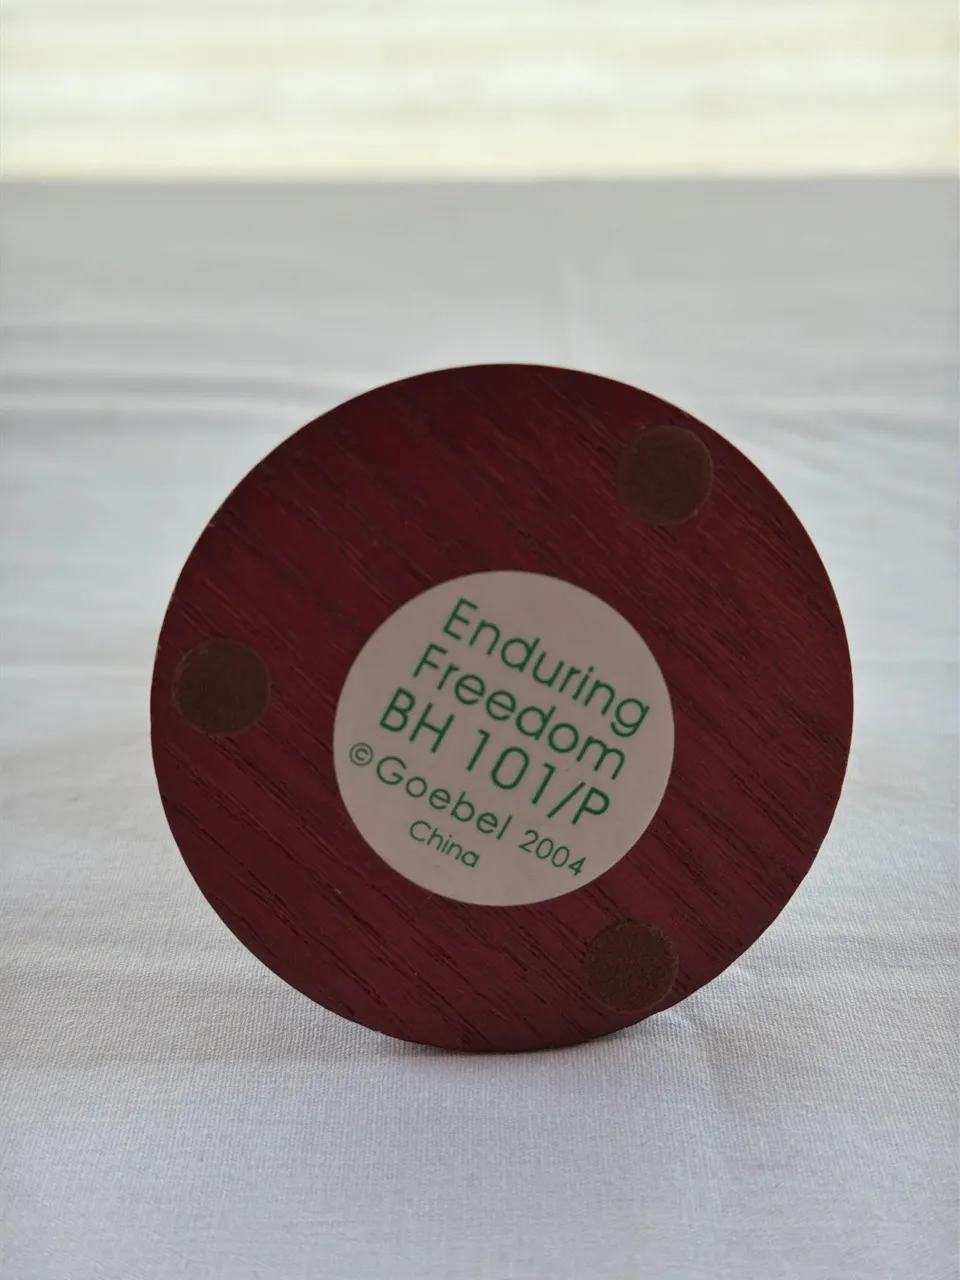 Enduring
Freedom
BH 101/P
©Goebel 2004
China